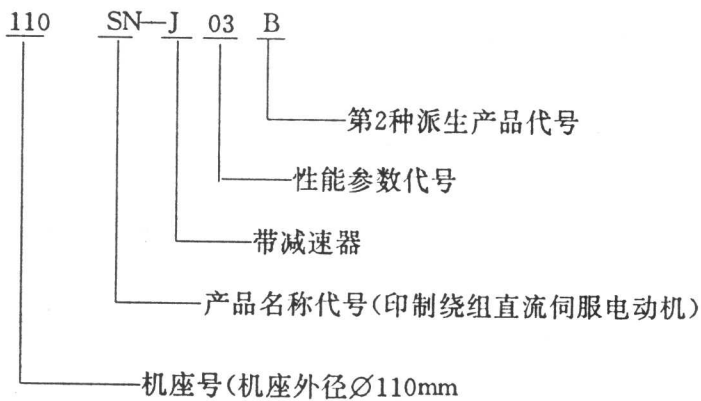 110 SN—J 03 B
第2种派生产品代号
性能参数代号
带减速器
产品名称代号(印制绕组直流伺服电动机)
机座号(机座外径∅110mm